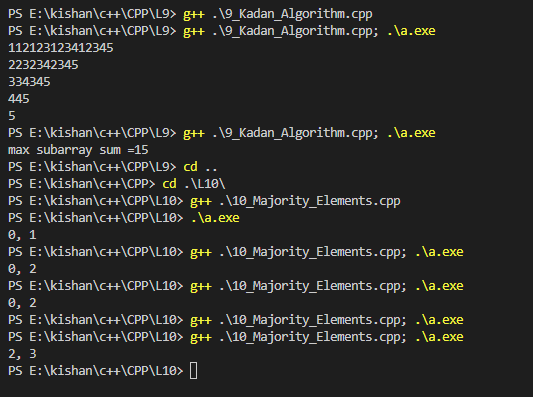 PS E:\kishan\c++\CPP\L9> g++ .\9_Kadan_Algorithm.cpp
PS E:\kishan\c++\CPP\L9> g++ .\9_Kadan_Algorithm.cpp; .\a.exe
112123123412345
2232342345
334345
445
5
PS E:\kishan\c++\CPP\L9> g++ .\9_Kadan_Algorithm.cpp; .\a.exe
max subarray sum =15
PS E:\kishan\c++\CPP\L9> cd ..
PS E:\kishan\c++\CPP> cd .\L10\
PS E:\kishan\c++\CPP\L10> g++ .\10_Majority_Elements.cpp
PS E:\kishan\c++\CPP\L10> .\a.exe
0, 1
PS E:\kishan\c++\CPP\L10> g++ .\10_Majority_Elements.cpp; .\a.exe
0, 2
PS E:\kishan\c++\CPP\L10> g++ .\10_Majority_Elements.cpp; .\a.exe
0, 2
PS E:\kishan\c++\CPP\L10> g++ .\10_Majority_Elements.cpp; .\a.exe
PS E:\kishan\c++\CPP\L10> g++ .\10_Majority_Elements.cpp; .\a.exe
2, 3
PS E:\kishan\c++\CPP\L10>